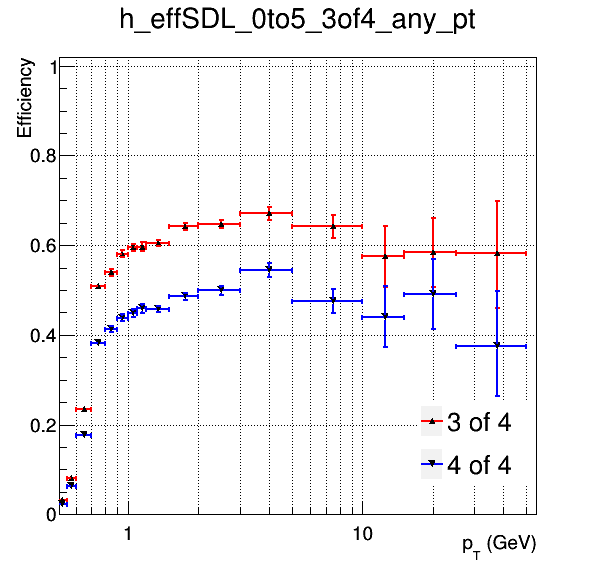 h_effSDL_0to5_3of4_any_pt
Efficiency
1
0.8
0.6
0.4
0.2
0
1
10
p_T (GeV)
3 of 4
4 of 4